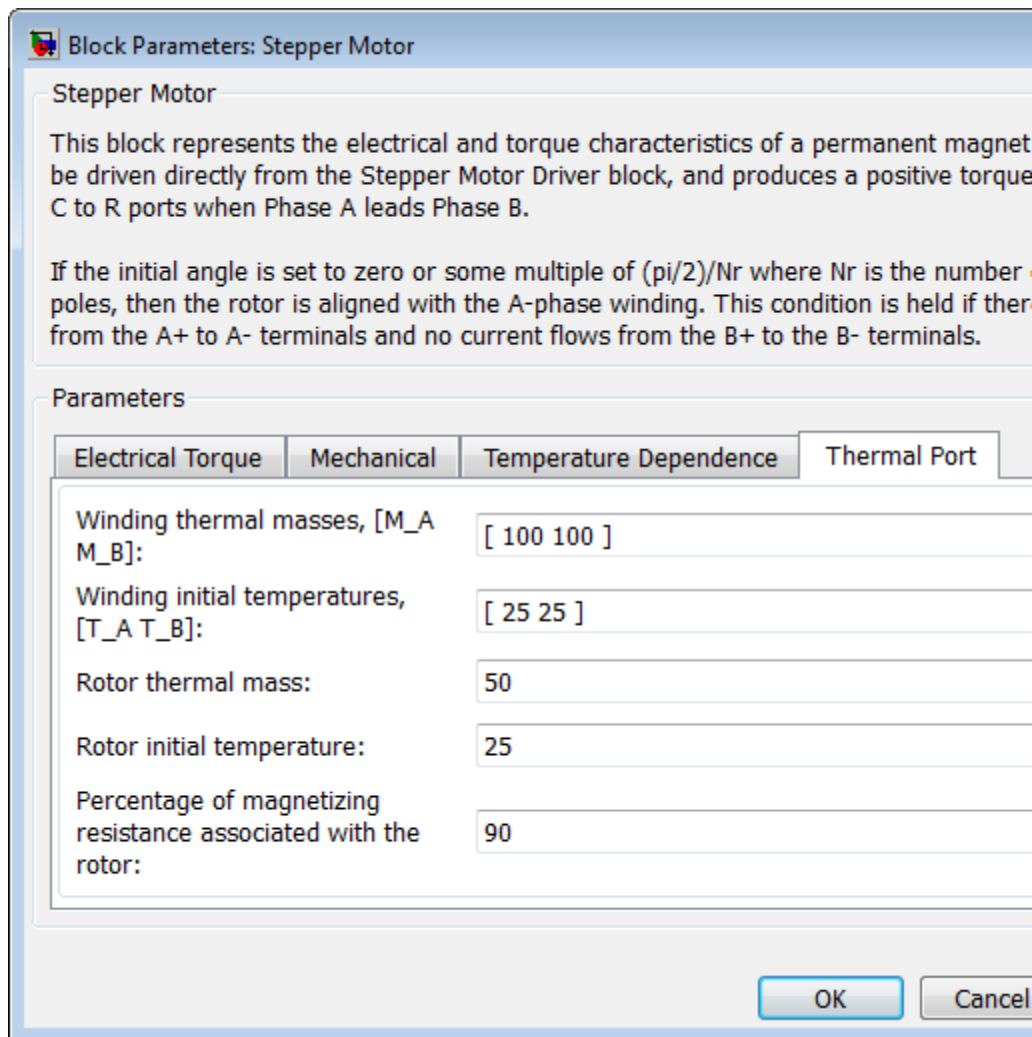 Block Parameters: Stepper Motor
Stepper Motor
This block represents the electrical and torque characteristics of a permanent magnet
be driven directly from the Stepper Motor Driver block, and produces a positive torque
C to R ports when Phase A leads Phase B.
If the initial angle is set to zero or some multiple of (pi/2)/Nr where Nr is the number
poles, then the rotor is aligned with the A-phase winding. This condition is held if
from the A+ to A- terminals and no current flows from the B+ to the B- terminals.
Parameters
Electrical Torque Mechanical Temperature Dependence Thermal Port
Winding thermal masses, [M_A
M_B]:
[ 100 100 ]
Winding initial temperatures,
[T_A T_B]:
[ 25 25 ]
Rotor thermal mass:
50
Rotor initial temperature:
25
Percentage of magnetizing
resistance associated with the
rotor:
90
OK Cancel